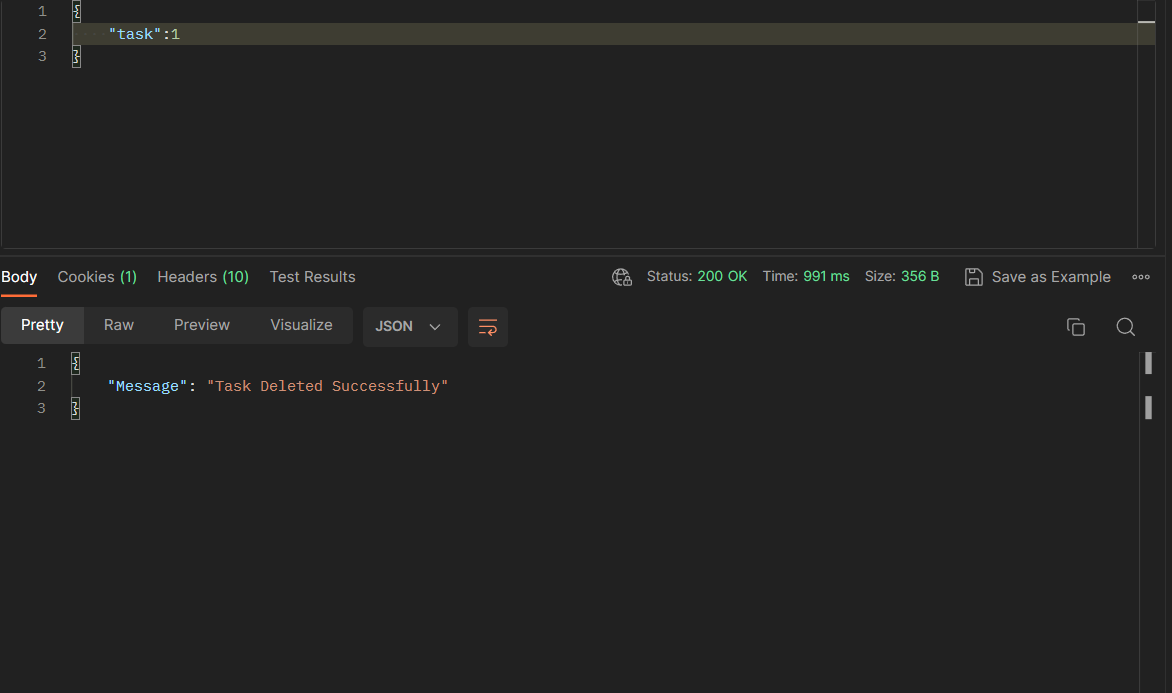 1 {
2 "task":1
3 }
Body Cookies (1) Headers (10) Test Results Status: 200 OK Time: 991 ms Size: 356 B Save as Example
Pretty Raw Preview Visualize JSON
1 {
2 "Message": "Task Deleted Successfully"
3 }